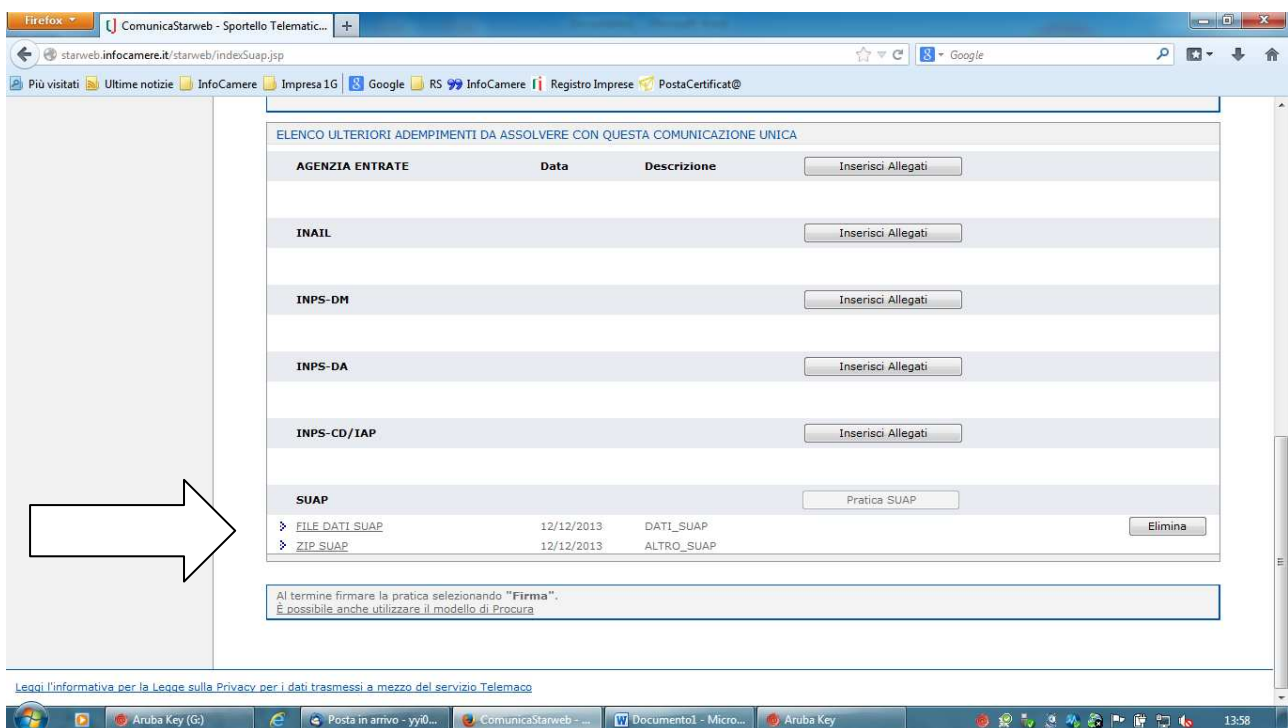 Firefox
ComunicaStarweb - Sportello Telematic...
starweb.infocamere.it/starweb/indexSuap.jsp
Google
Più visitati Ultime notizie InfoCamere Impresa 1G Google RS InfoCamere Registro Imprese PostaCertificat@
ELENCO ULTERIORI ADEMPIMENTI DA ASSOLVERE CON QUESTA COMUNICAZIONE UNICA
AGENZIA ENTRATE Data Descrizione Inserisci Allegati
INAIL Inserisci Allegati
INPS-DM Inserisci Allegati
INPS-DA Inserisci Allegati
INPS-CD/IAP Inserisci Allegati
SUAP Pratica SUAP
FILE DATI SUAP 12/12/2013 DATI_SUAP Elimina
ZIP SUAP 12/12/2013 ALTRO_SUAP
Al termine firmare la pratica selezionando "Firma".
È possibile anche utilizzare il modello di Procura
Leggi l'informativa per la Legge sulla Privacy per i dati trasmessi a mezzo del servizio Telemaco
Aruba Key (G:) Posta in arrivo - yyi0... ComunicaStarweb - ... Documento1 - Micro... Aruba Key 13:58